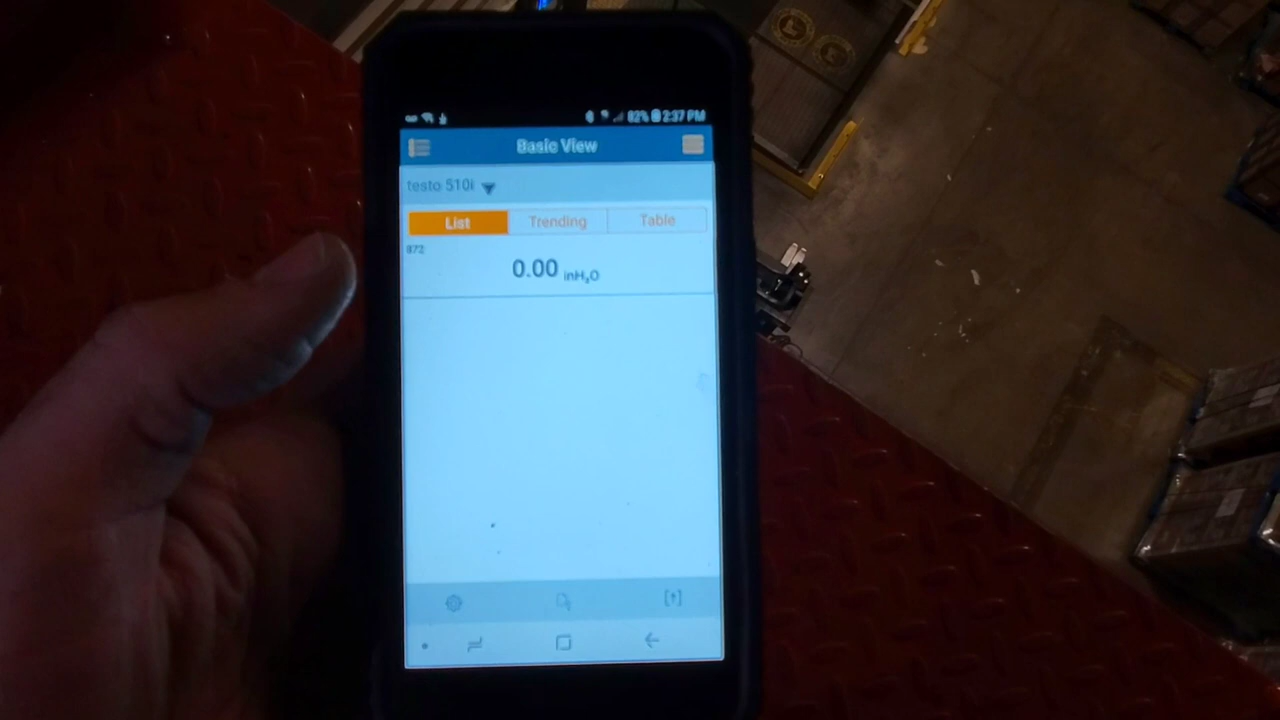 82% 2:37 PM
Basic View
testo 510i
List Trending Table
872
0.00 inH₂O